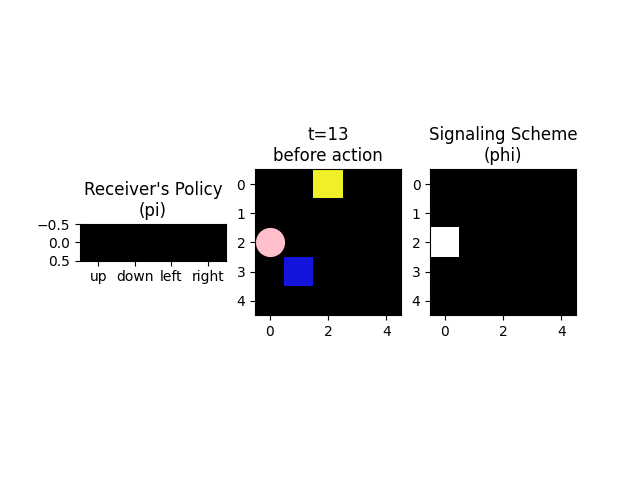 Receiver's Policy
(pi)
−0.5
0.0
0.5
up down left right
t=13
before action
0
1
2
3
4
0 2 4
Signaling Scheme
(phi)
0
1
2
3
4
0 2 4